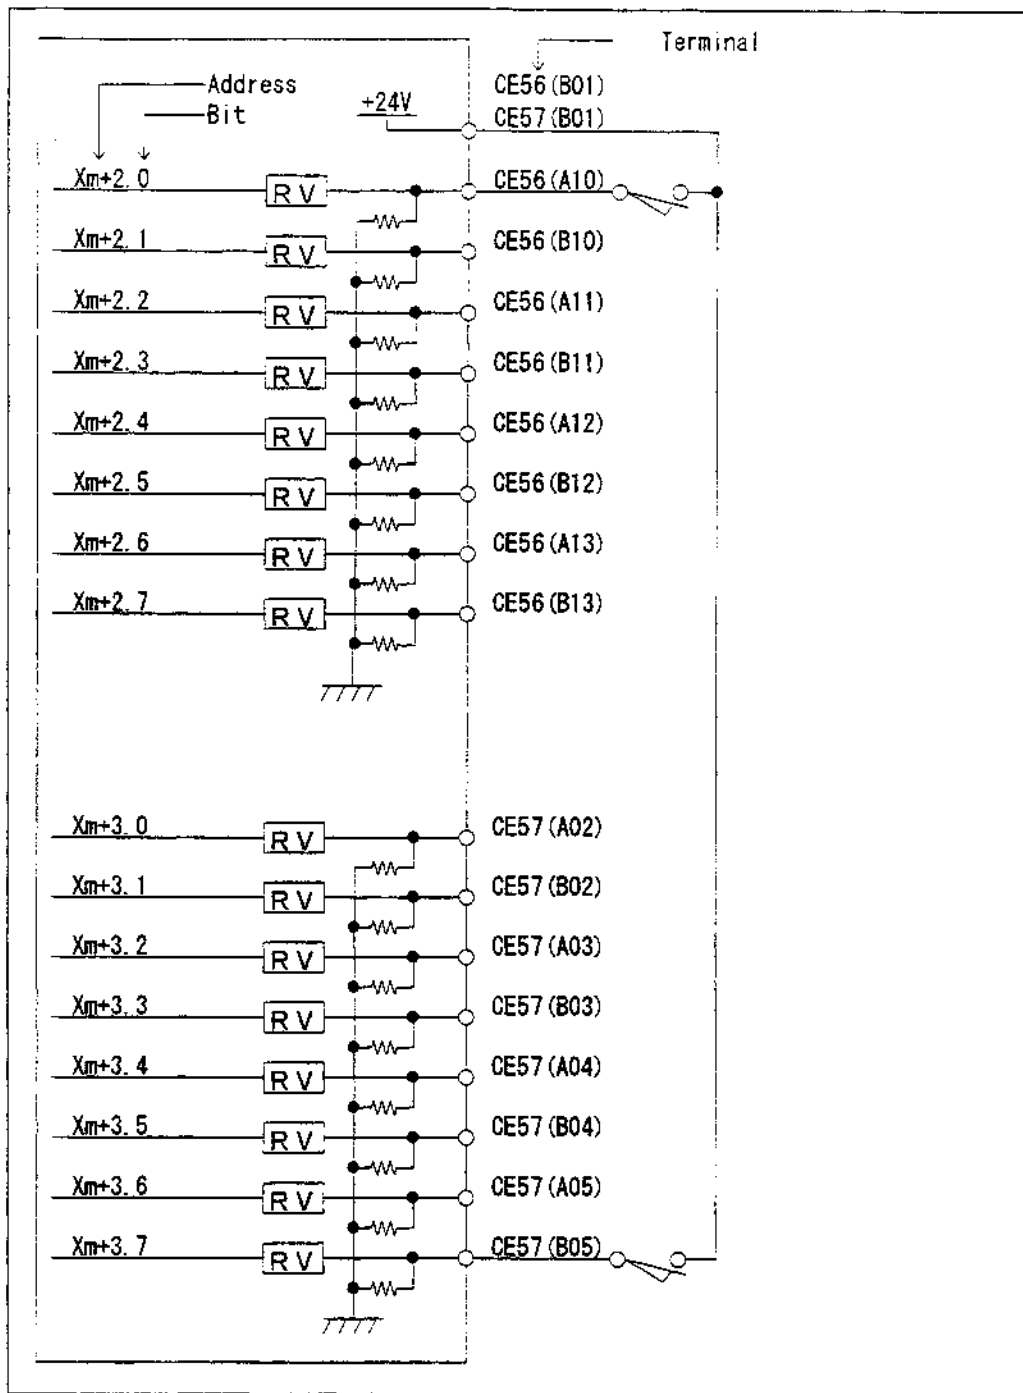 Terminal
Address
CE56(B01)
+24V
Bit
CE57(B01)
Xm+2.0
RV
CE56(A10)
Xm+2.1
RV
CE56(B10)
Xm+2.2
RV
CE56(A11)
Xm+2.3
RV
CE56(B11)
Xm+2.4
RV
CE56(A12)
Xm+2.5
RV
CE56(B12)
Xm+2.6
RV
CE56(A13)
Xm+2.7
RV
CE56(B13)
Xm+3.0
RV
CE57(A02)
Xm+3.1
RV
CE57(B02)
Xm+3.2
RV
CE57(A03)
Xm+3.3
RV
CE57(B03)
Xm+3.4
RV
CE57(A04)
Xm+3.5
RV
CE57(B04)
Xm+3.6
RV
CE57(A05)
Xm+3.7
RV
CE57(B05)